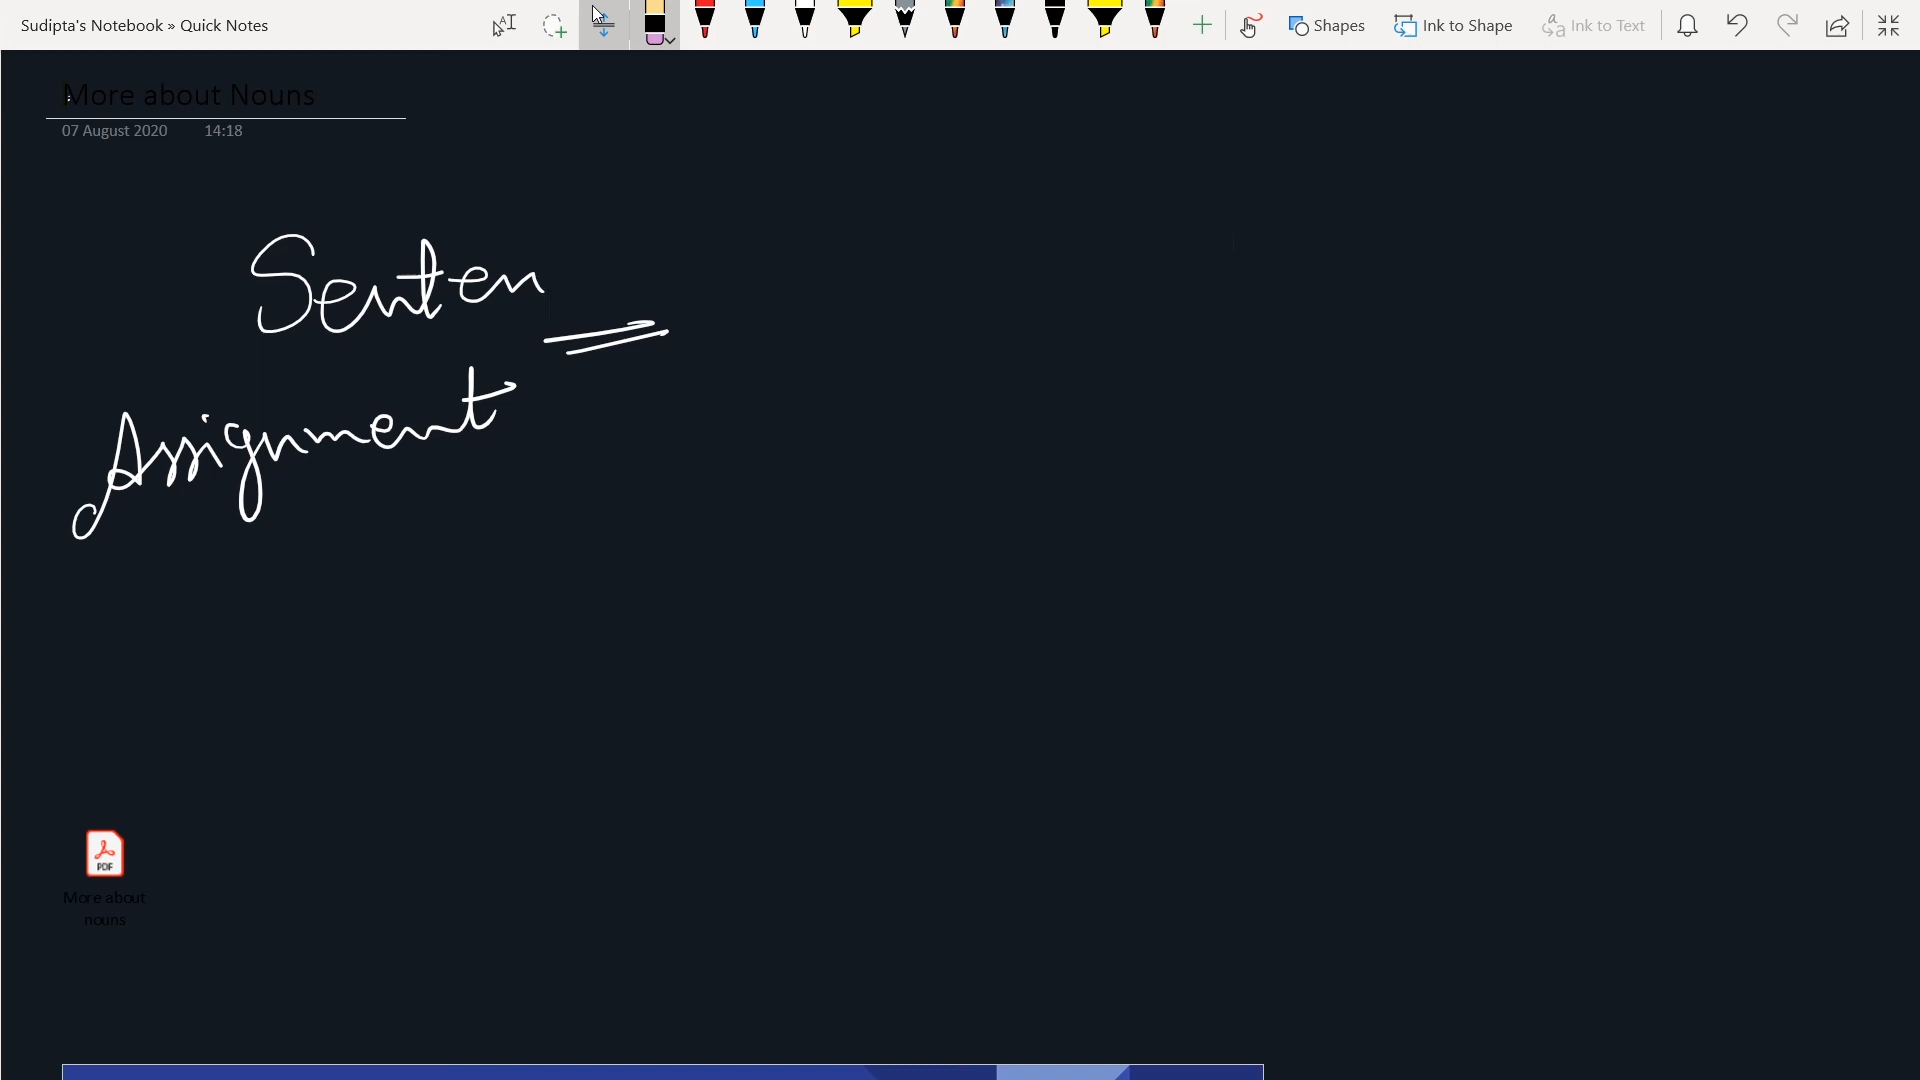 Sudipta's Notebook » Quick Notes
Shapes
Ink to Shape
Ink to Text
More about Nouns
07 August 2020 14:18
Senten
Assignment
PDF
More about
nouns